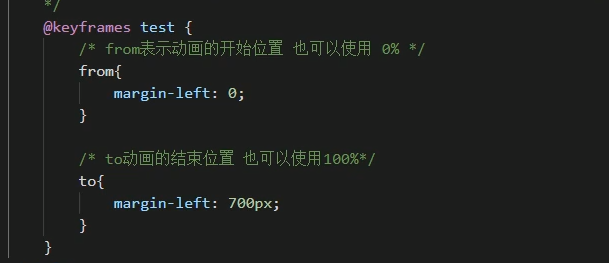 */
@keyframes test {
/* from表示动画的开始位置 也可以使用 0% */
from{
margin-left: 0;
}
/* to动画的结束位置 也可以使用100%*/
to{
margin-left: 700px;
}
}